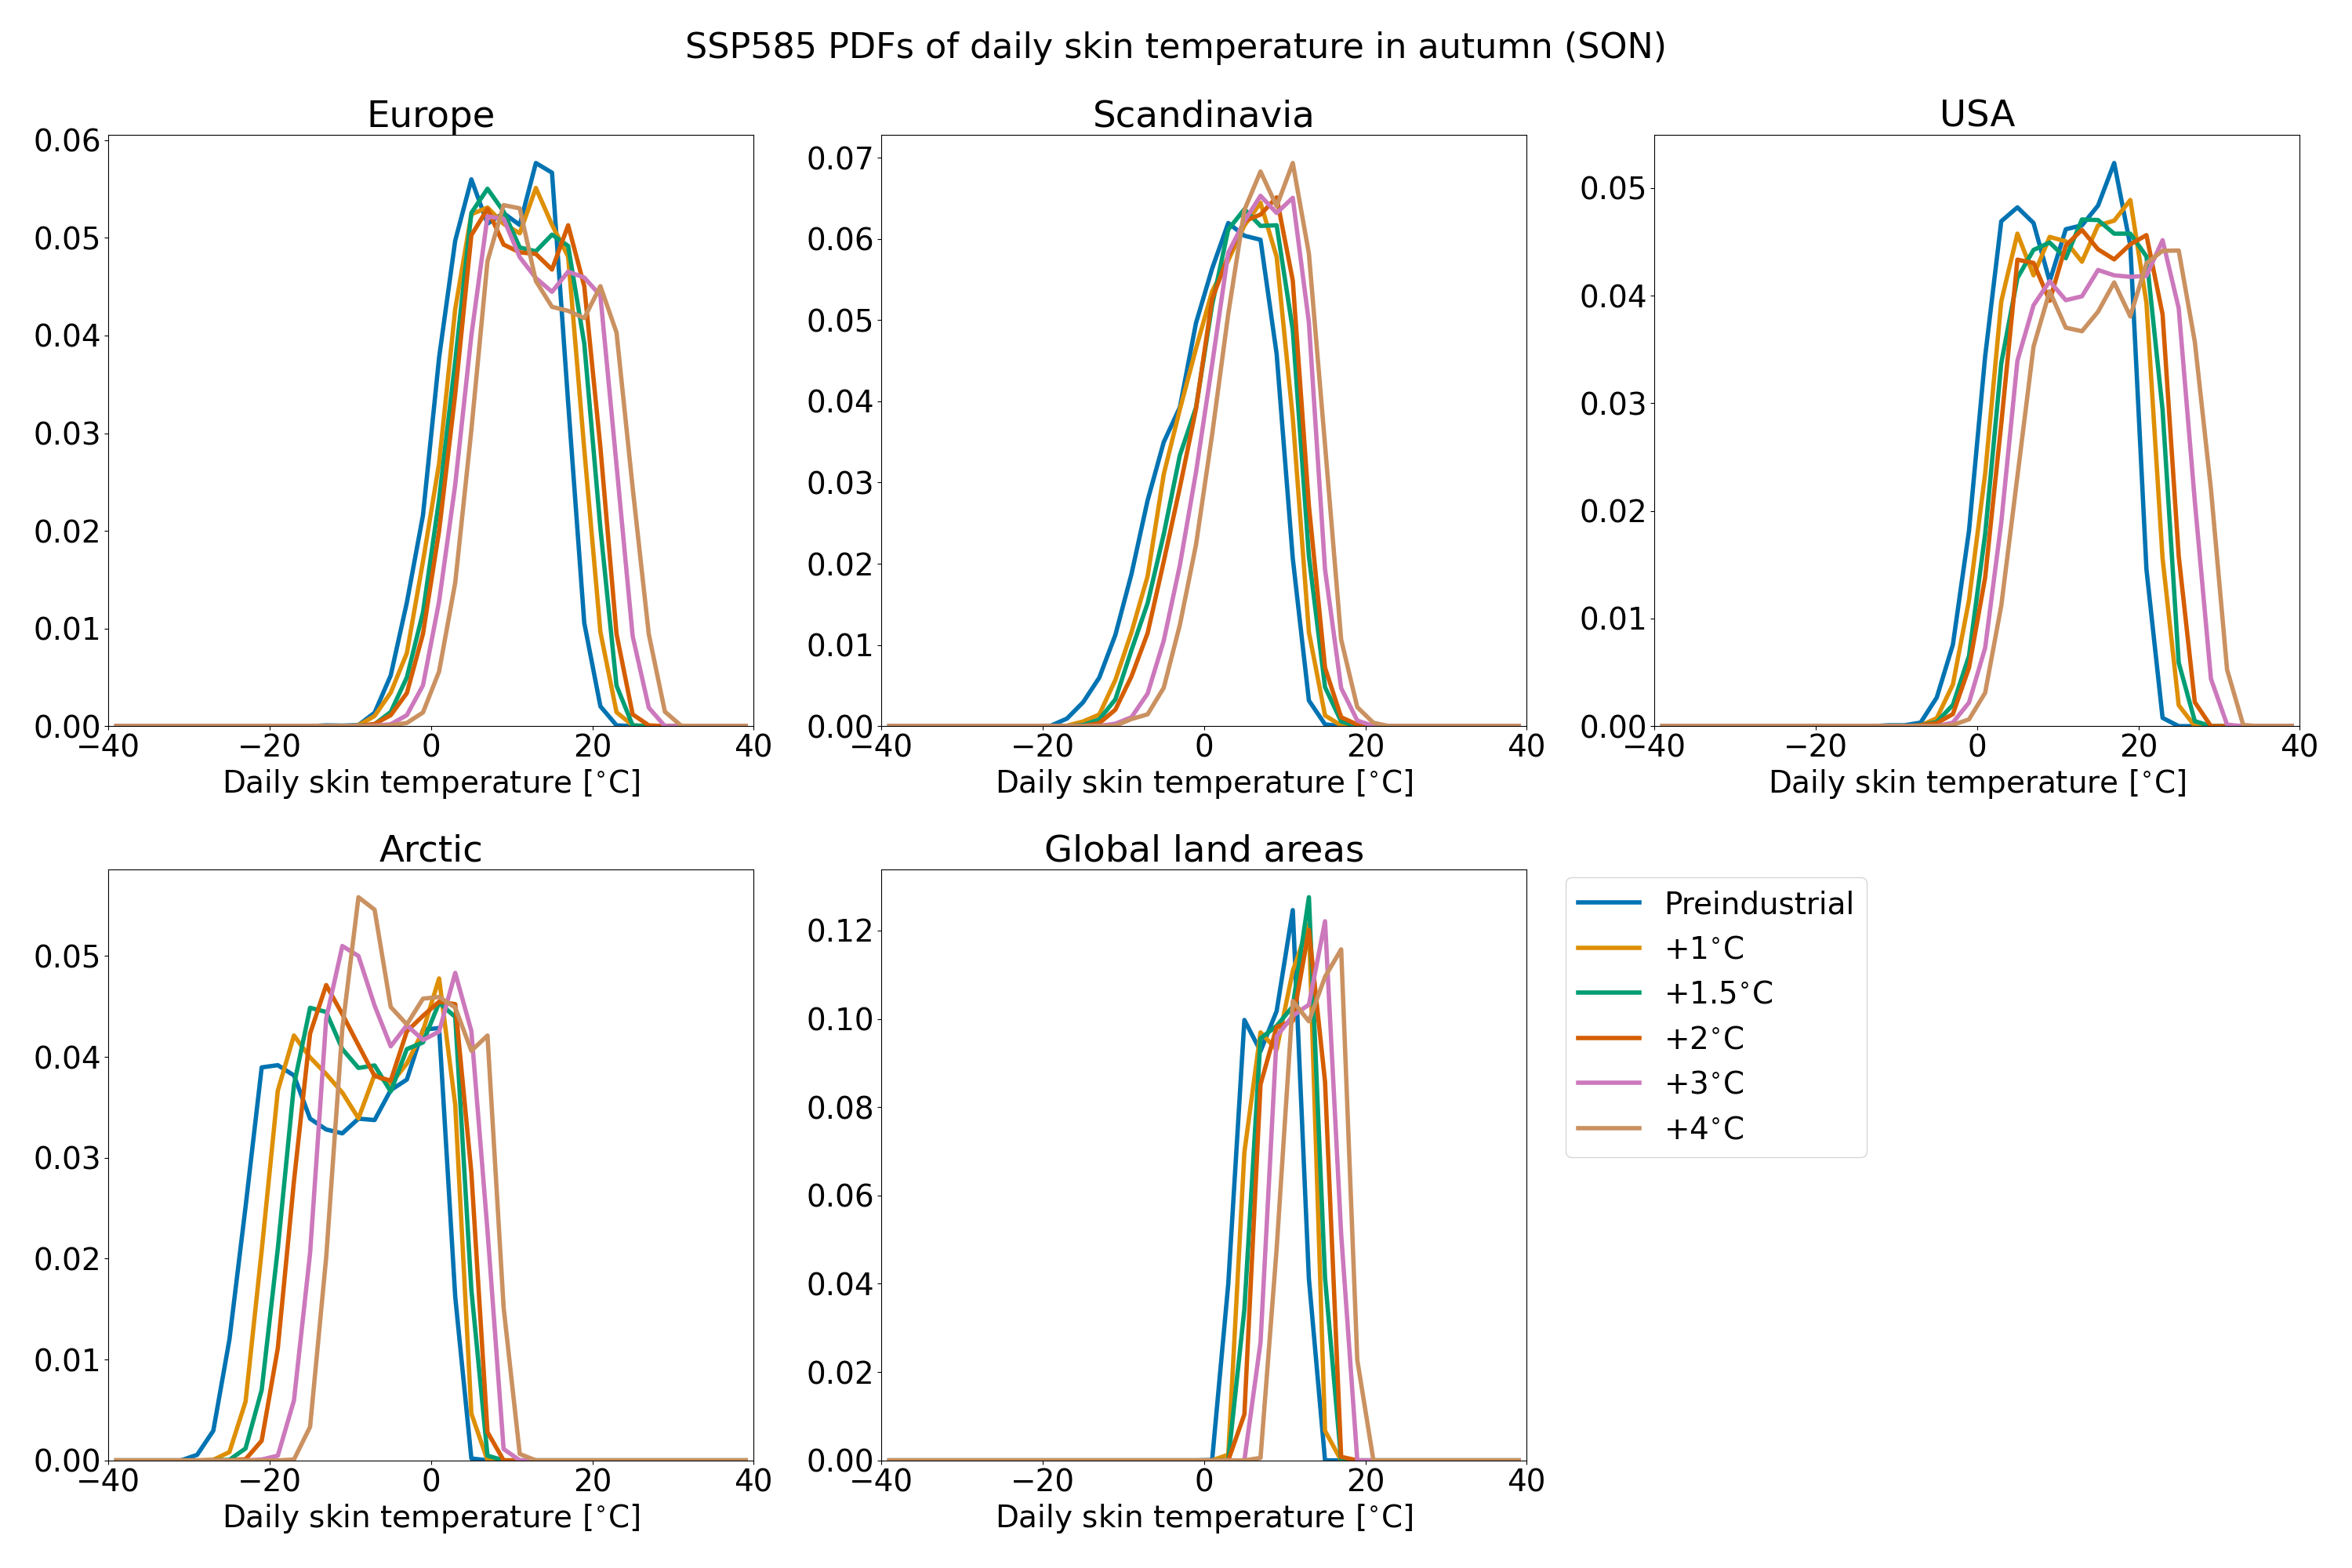 SSP585 PDFs of daily skin temperature in autumn (SON)
Europe
0.06
0.05
0.04
0.03
0.02
0.01
0.00
−40 −20 0 20 40
Daily skin temperature [°C]
Scandinavia
0.07
0.06
0.05
0.04
0.03
0.02
0.01
0.00
−40 −20 0 20 40
Daily skin temperature [°C]
USA
0.05
0.04
0.03
0.02
0.01
0.00
−40 −20 0 20 40
Daily skin temperature [°C]
Arctic
0.05
0.04
0.03
0.02
0.01
0.00
−40 −20 0 20 40
Daily skin temperature [°C]
Global land areas
0.12
0.10
0.08
0.06
0.04
0.02
0.00
−40 −20 0 20 40
Daily skin temperature [°C]
Preindustrial
+1°C
+1.5°C
+2°C
+3°C
+4°C